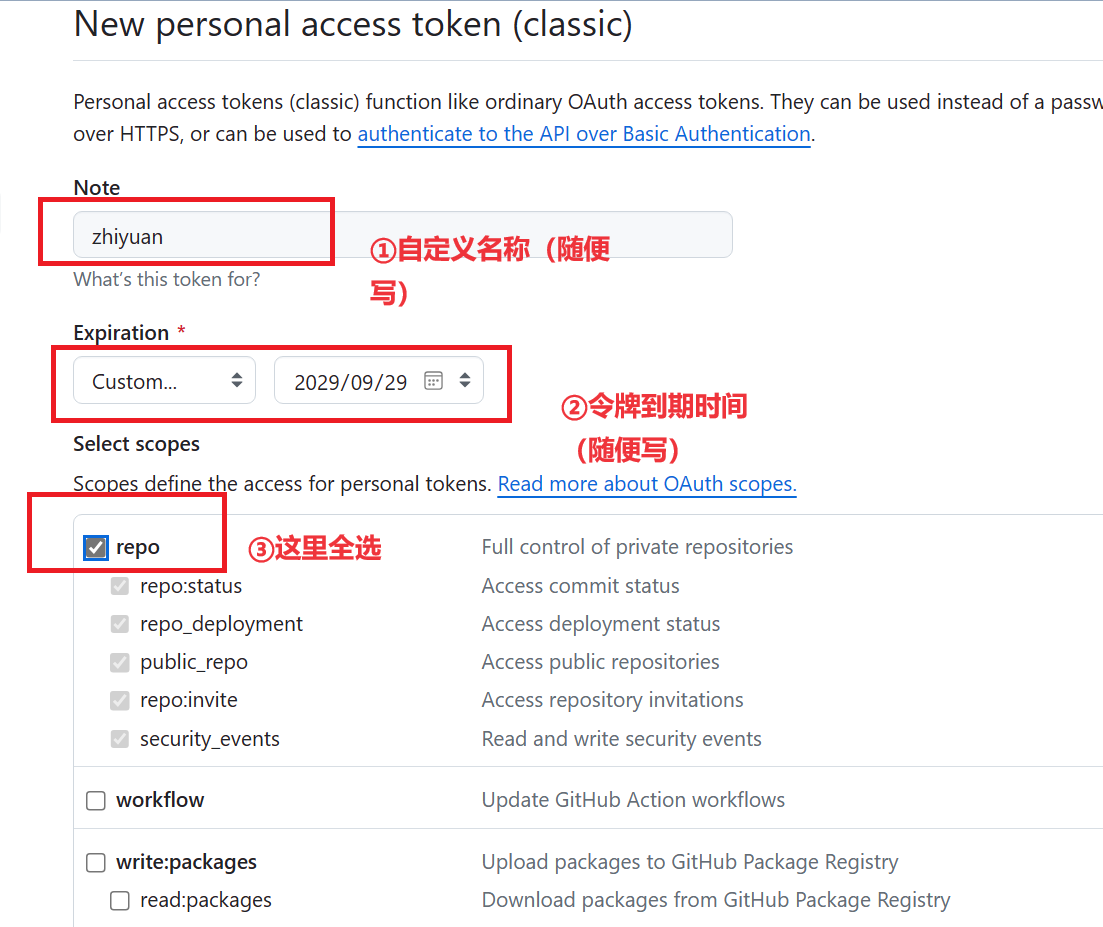 New personal access token (classic)
Personal access tokens (classic) function like ordinary OAuth access tokens. They can be used instead of a passw
over HTTPS, or can be used to authenticate to the API over Basic Authentication.
Note
zhiyuan
①自定义名称（随便
写）
What's this token for?
Expiration *
Custom... 2029/09/29
②令牌到期时间
（随便写）
Select scopes
Scopes define the access for personal tokens. Read more about OAuth scopes.
repo ③这里全选 Full control of private repositories
repo:status Access commit status
repo_deployment Access deployment status
public_repo Access public repositories
repo:invite Access repository invitations
security_events Read and write security events
workflow Update GitHub Action workflows
write:packages Upload packages to GitHub Package Registry
read:packages Download packages from GitHub Package Registry